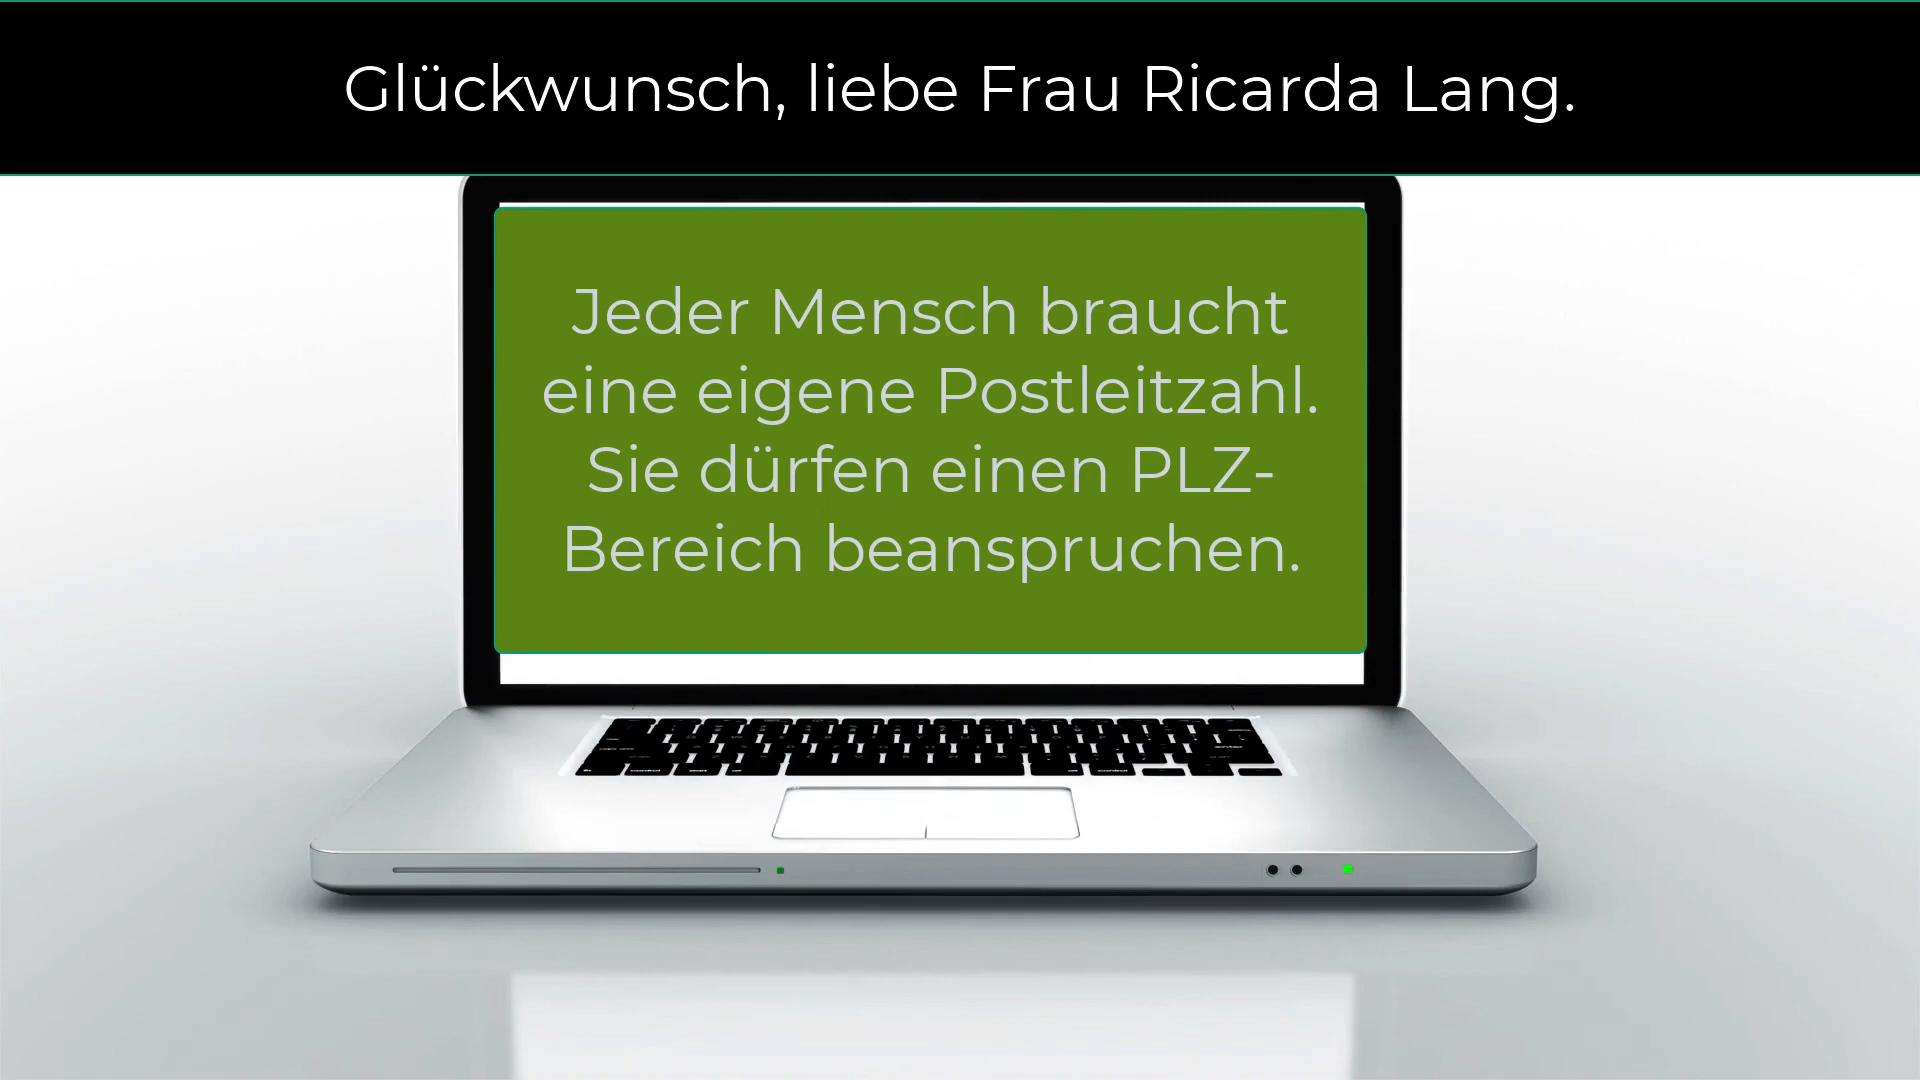 Glückwunsch, liebe Frau Ricarda Lang.
Jeder Mensch braucht
eine eigene Postleitzahl.
Sie dürfen einen PLZ-
Bereich beanspruchen.